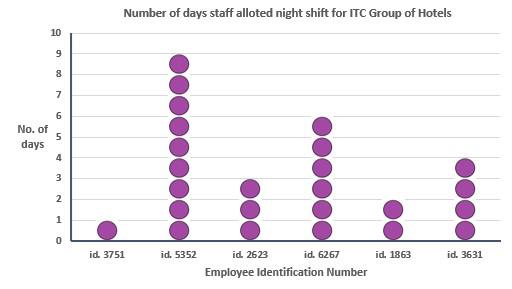 Number of days staff alloted night shift for ITC Group of Hotels
10
9
8
7
6
5
4
3
2
1
0
No. of
days
id. 3751 id. 5352 id. 2623 id. 6267 id. 1863 id. 3631
Employee Identification Number